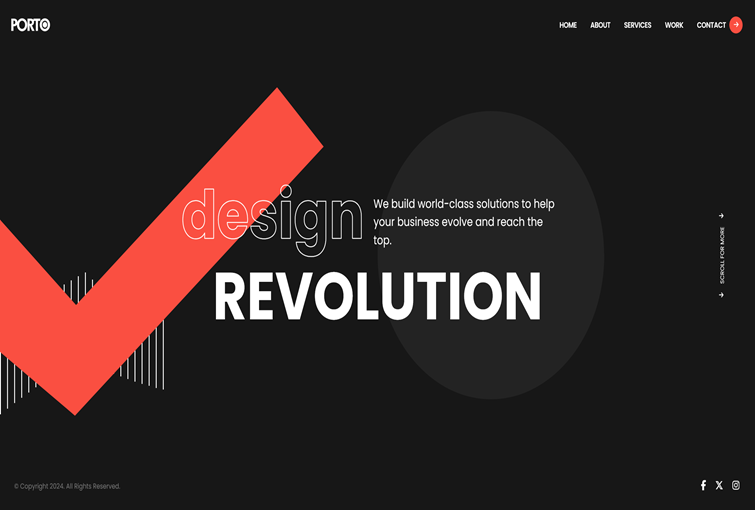 PORTO
HOME ABOUT SERVICES WORK CONTACT
design
We build world-class solutions to help
your business evolve and reach the
top.
REVOLUTION
SCROLL FOR MORE
© Copyright 2024. All Rights Reserved.